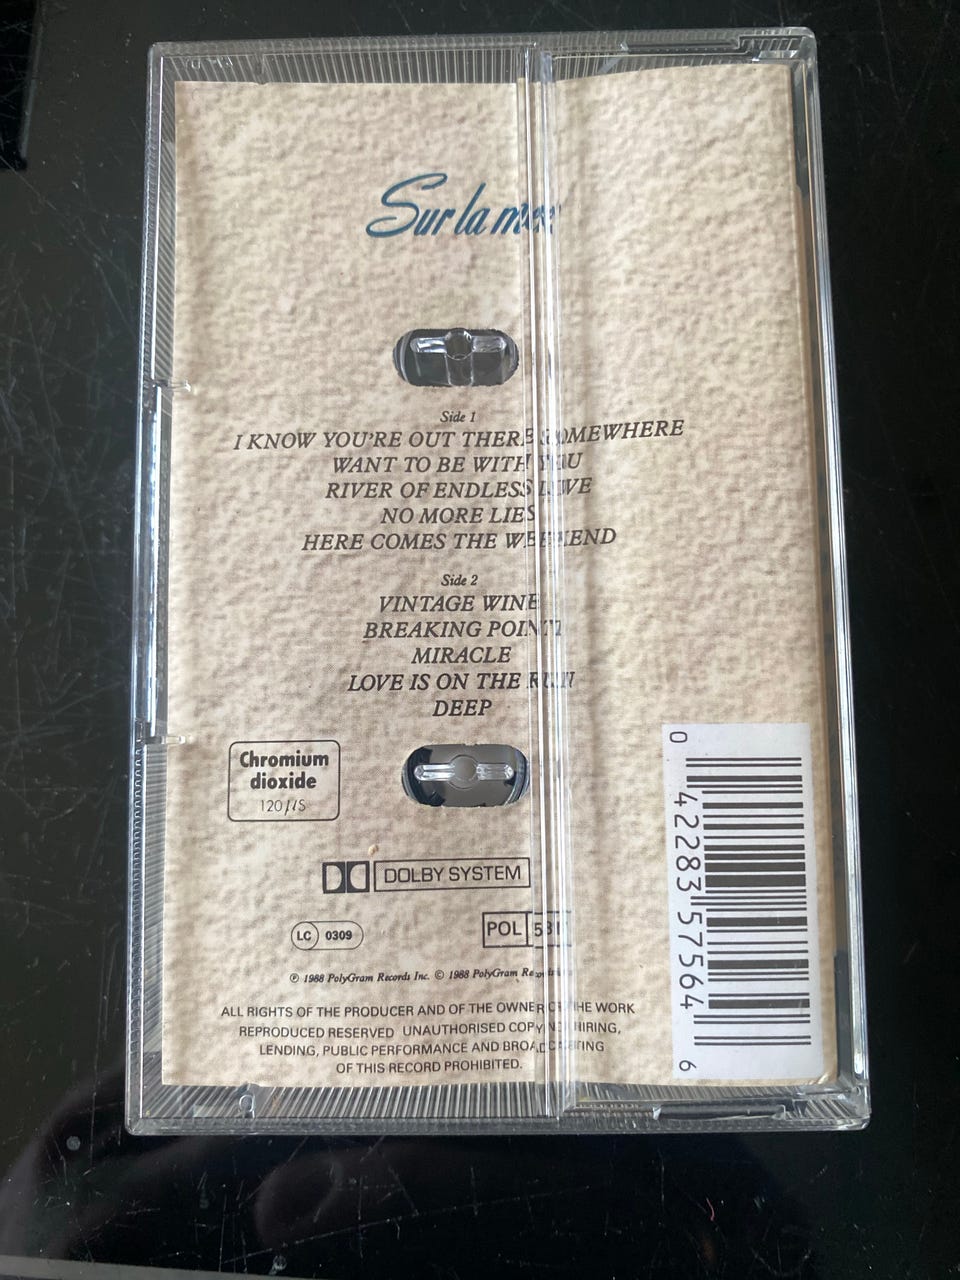 Sur la mer
Side 1
I KNOW YOU'RE OUT THERE SOMEWHERE
WANT TO BE WITH YOU
RIVER OF ENDLESS LOVE
NO MORE LIES
HERE COMES THE WEEKEND
Side 2
VINTAGE WINE
BREAKING POINT
MIRACLE
LOVE IS ON THE RUN
DEEP
Chromium
dioxide
120µS
DOLBY SYSTEM
LC 0309
POL
℗ 1988 PolyGram Records Inc. © 1988 PolyGram
ALL RIGHTS OF THE PRODUCER AND OF THE OWNER OF THE WORK
REPRODUCED RESERVED UNAUTHORISED COPYING, HIRING,
LENDING, PUBLIC PERFORMANCE AND BROADCASTING
OF THIS RECORD PROHIBITED.
0 42283 57564 6